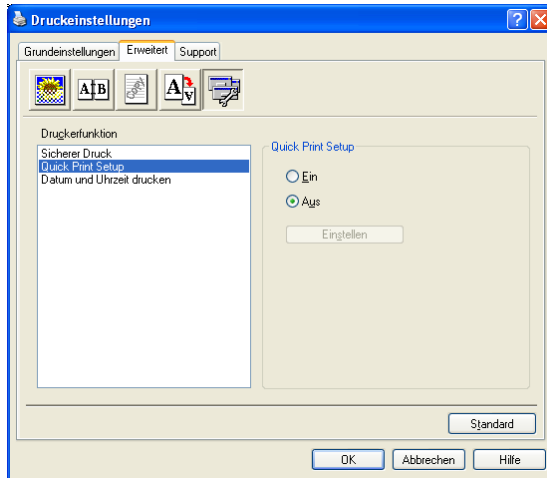 Druckeinstellungen
Grundeinstellungen Erweitert Support
A B
A A
Druckerfunktion
Sicherer Druck
Quick Print Setup
Datum und Uhrzeit drucken
Quick Print Setup
Ein
Aus
Einstellen
Standard
OK Abbrechen Hilfe